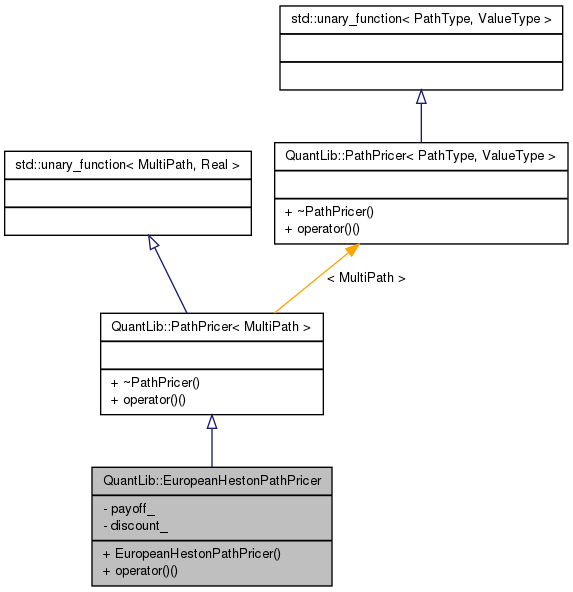 std::unary_function< PathType, ValueType >
QuantLib::PathPricer< PathType, ValueType >
+ ~PathPricer()
+ operator()()
std::unary_function< MultiPath, Real >
< MultiPath >
QuantLib::PathPricer< MultiPath >
+ ~PathPricer()
+ operator()()
QuantLib::EuropeanHestonPathPricer
- payoff_
- discount_
+ EuropeanHestonPathPricer()
+ operator()()